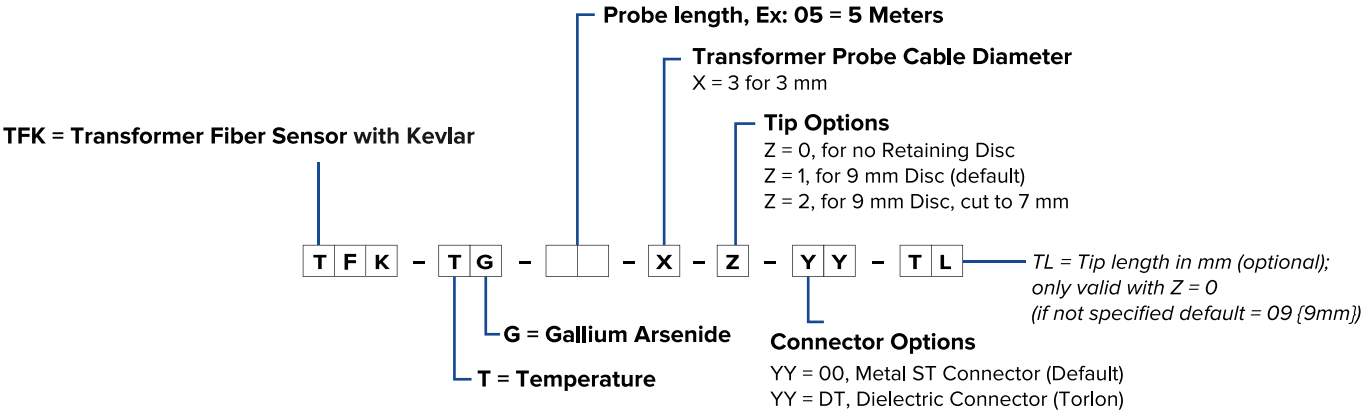 Probe length, Ex: 05 = 5 Meters
Transformer Probe Cable Diameter
X = 3 for 3 mm
TFK = Transformer Fiber Sensor with Kevlar
Tip Options
Z = 0, for no Retaining Disc
Z = 1, for 9 mm Disc (default)
Z = 2, for 9 mm Disc, cut to 7 mm
T F K – T G – – X – Z – Y Y – T L
TL = Tip length in mm (optional);
only valid with Z = 0
(if not specified default = 09 {9mm})
G = Gallium Arsenide
T = Temperature
Connector Options
YY = 00, Metal ST Connector (Default)
YY = DT, Dielectric Connector (Torlon)